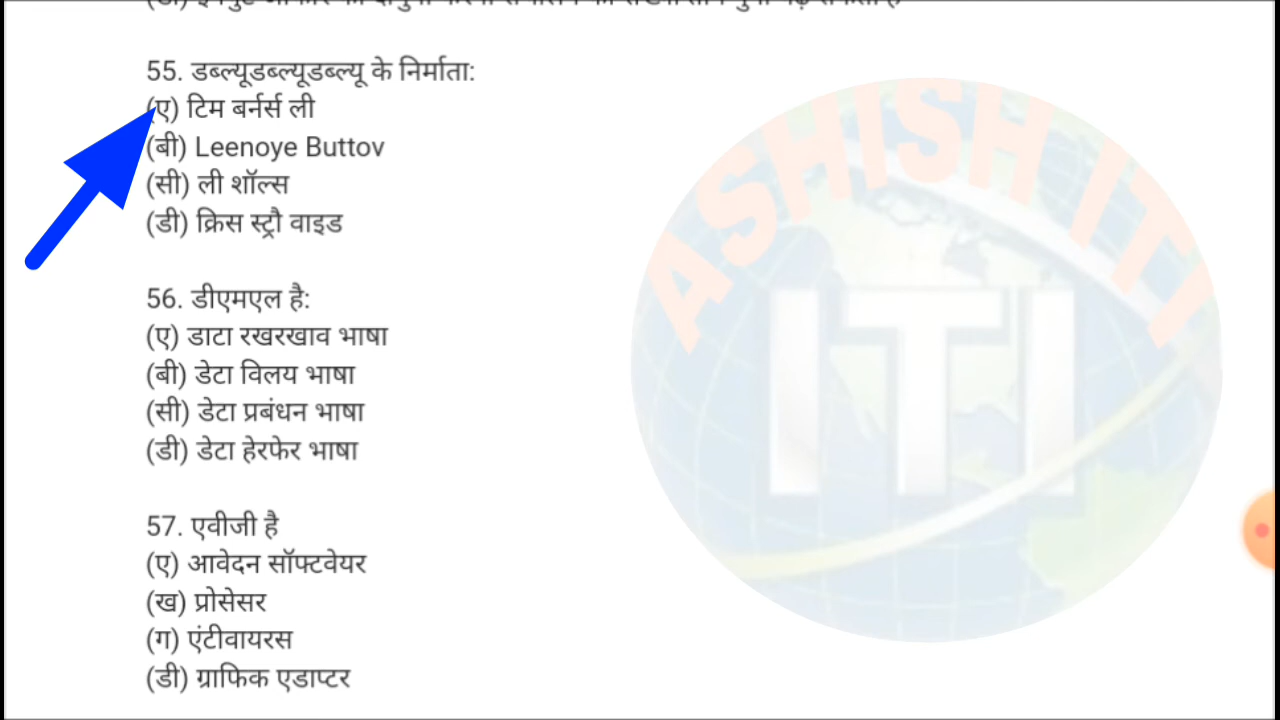 55. डब्ल्यूडब्ल्यूडब्ल्यू के निर्माता:
(ए) टिम बर्नर्स ली
(बी) Leenoye Buttov
(सी) ली शॉल्स
(डी) क्रिस स्ट्रौ वाइड
56. डीएमएल है:
(ए) डाटा रखरखाव भाषा
(बी) डेटा विलय भाषा
(सी) डेटा प्रबंधन भाषा
(डी) डेटा हेरफेर भाषा
57. एवीजी है
(ए) आवेदन सॉफ्टवेयर
(ख) प्रोसेसर
(ग) एंटीवायरस
(डी) ग्राफिक एडाप्टर
ASHISH ITI
ITI